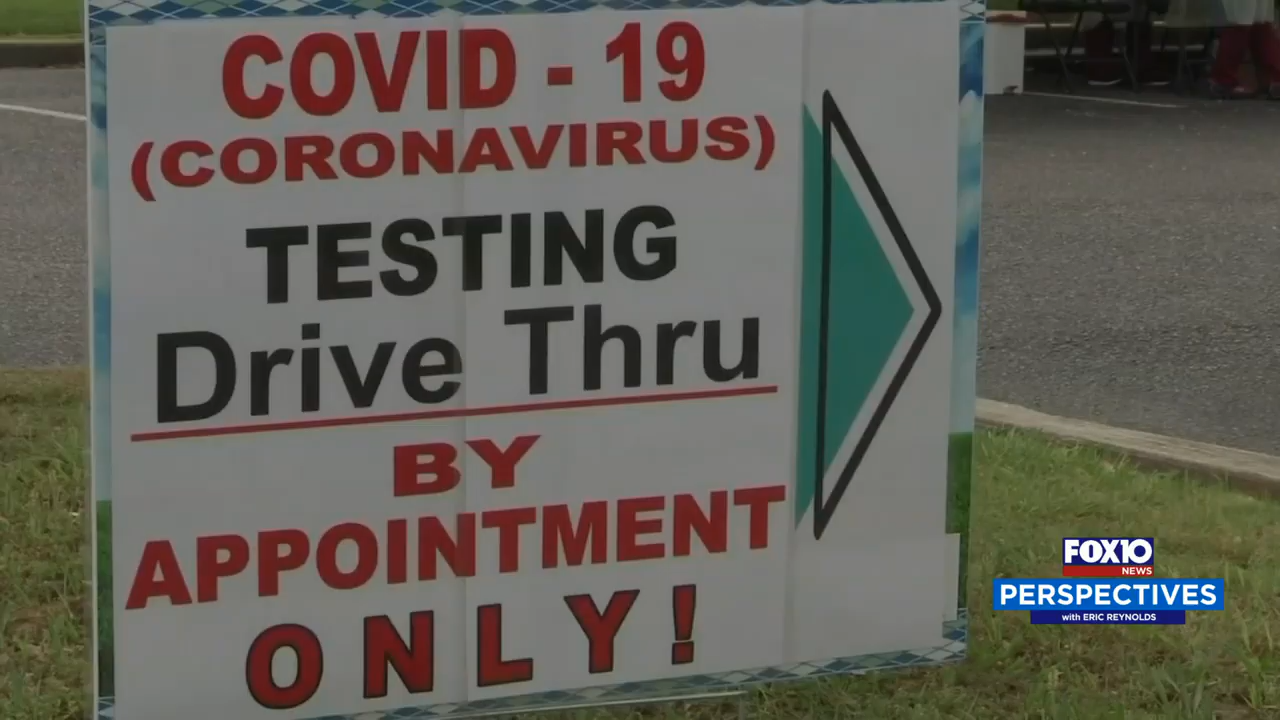 COVID - 19
(CORONAVIRUS)
TESTING
Drive Thru
BY
APPOINTMENT
ONLY!
FOX10
NEWS
PERSPECTIVES
with ERIC REYNOLDS